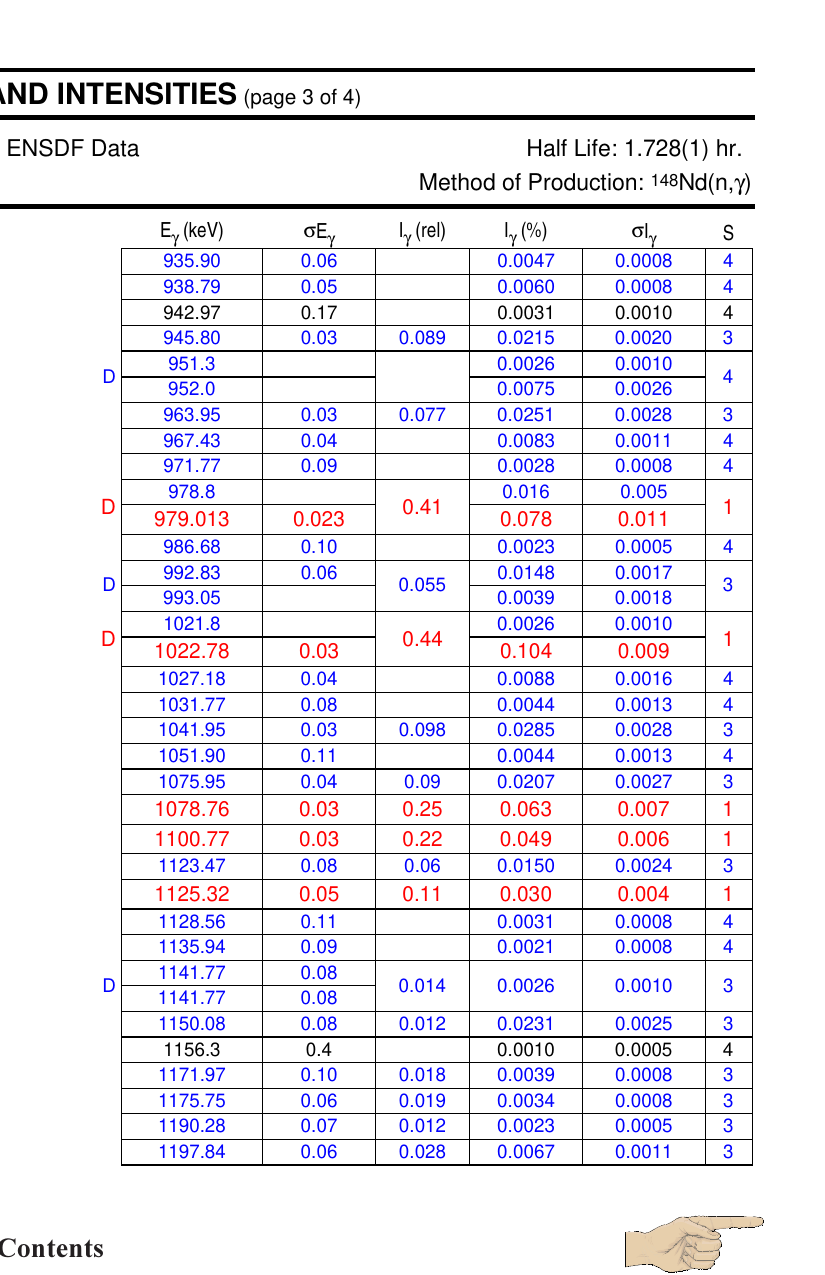 AND INTENSITIES (page 3 of 4)
ENSDF Data Half Life: 1.728(1) hr.
Method of Production: 148Nd(n,γ)
Eγ (keV) σEγ Iγ (rel) Iγ (%) σIγ S
935.90 0.06 0.0047 0.0008 4
938.79 0.05 0.0060 0.0008 4
942.97 0.17 0.0031 0.0010 4
945.80 0.03 0.089 0.0215 0.0020 3
951.3 0.0026 0.0010
D 4
952.0 0.0075 0.0026
963.95 0.03 0.077 0.0251 0.0028 3
967.43 0.04 0.0083 0.0011 4
971.77 0.09 0.0028 0.0008 4
978.8 0.016 0.005
D 0.41 1
979.013 0.023 0.078 0.011
986.68 0.10 0.0023 0.0005 4
992.83 0.06 0.0148 0.0017
D 0.055 3
993.05 0.0039 0.0018
1021.8 0.0026 0.0010
D 0.44 1
1022.78 0.03 0.104 0.009
1027.18 0.04 0.0088 0.0016 4
1031.77 0.08 0.0044 0.0013 4
1041.95 0.03 0.098 0.0285 0.0028 3
1051.90 0.11 0.0044 0.0013 4
1075.95 0.04 0.09 0.0207 0.0027 3
1078.76 0.03 0.25 0.063 0.007 1
1100.77 0.03 0.22 0.049 0.006 1
1123.47 0.08 0.06 0.0150 0.0024 3
1125.32 0.05 0.11 0.030 0.004 1
1128.56 0.11 0.0031 0.0008 4
1135.94 0.09 0.0021 0.0008 4
1141.77 0.08
D 0.014 0.0026 0.0010 3
1141.77 0.08
1150.08 0.08 0.012 0.0231 0.0025 3
1156.3 0.4 0.0010 0.0005 4
1171.97 0.10 0.018 0.0039 0.0008 3
1175.75 0.06 0.019 0.0034 0.0008 3
1190.28 0.07 0.012 0.0023 0.0005 3
1197.84 0.06 0.028 0.0067 0.0011 3
Contents